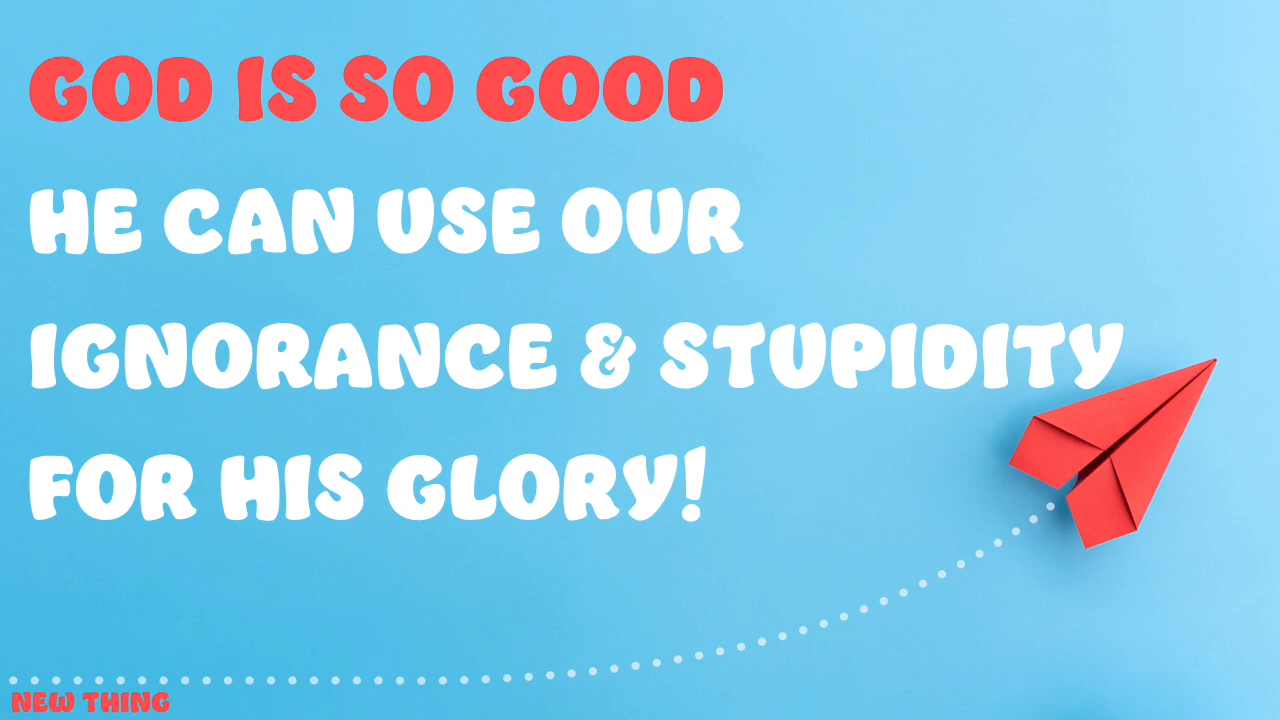 GOD IS SO GOOD
HE CAN USE OUR
IGNORANCE & STUPIDITY
FOR HIS GLORY!
NEW THING